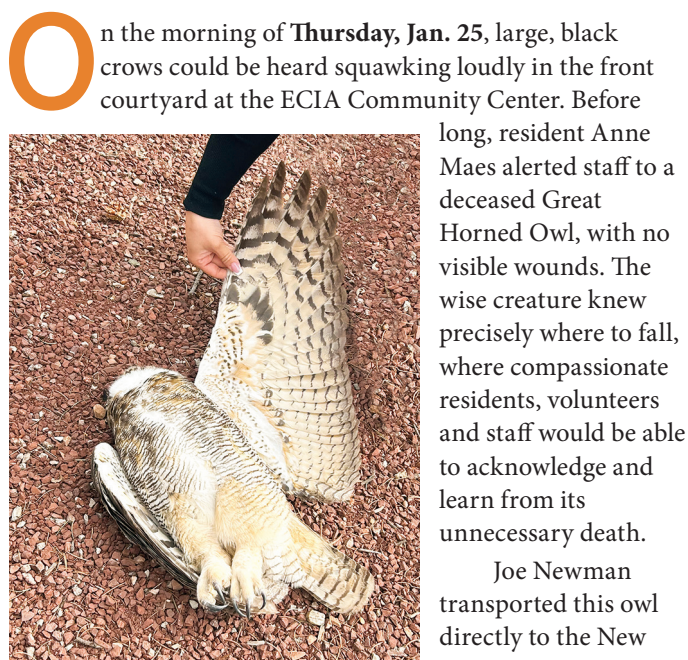 On the morning of Thursday, Jan. 25, large, black
crows could be heard squawking loudly in the front
courtyard at the ECIA Community Center. Before
long, resident Anne
Maes alerted staff to a
deceased Great
Horned Owl, with no
visible wounds. The
wise creature knew
precisely where to fall,
where compassionate
residents, volunteers
and staff would be able
to acknowledge and
learn from its
unnecessary death.
Joe Newman
transported this owl
directly to the New